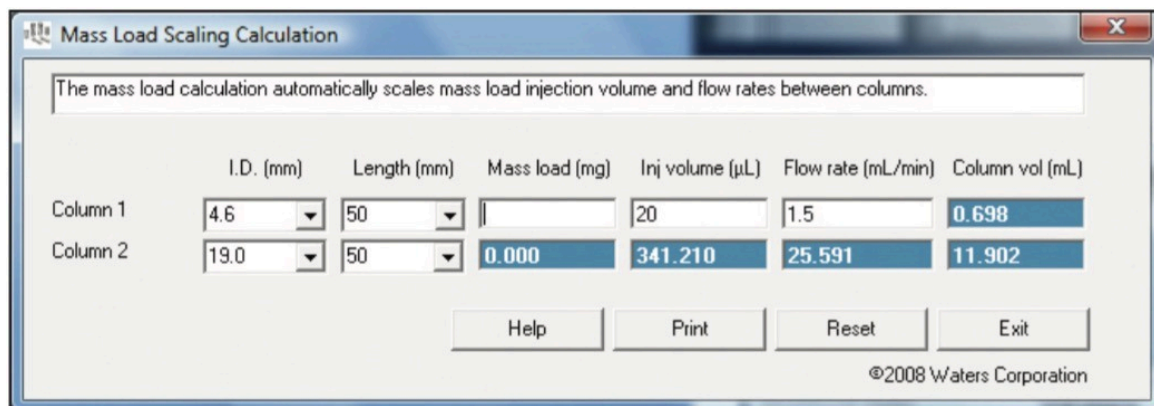 Mass Load Scaling Calculation
X
The mass load calculation automatically scales mass load injection volume and flow rates between columns.
I.D. (mm) Length (mm) Mass load (mg) Inj volume (µL) Flow rate (mL/min) Column vol (mL)
Column 1 4.6 50 20 1.5 0.698
Column 2 19.0 50 0.000 341.210 25.591 11.902
Help Print Reset Exit
©2008 Waters Corporation